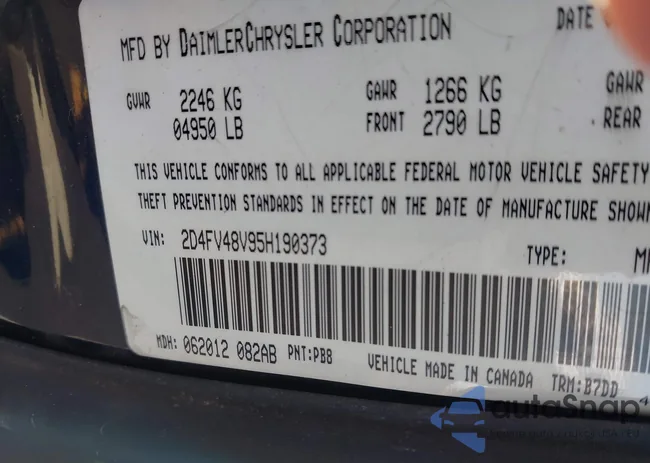 MFD BY DAIMLERCHRYSLER CORPORATION DATE
GVWR 2246 KG GAWR 1266 KG GAWR
04950 LB FRONT 2790 LB REAR
THIS VEHICLE CONFORMS TO ALL APPLICABLE FEDERAL MOTOR VEHICLE SAFETY
THEFT PREVENTION STANDARDS IN EFFECT ON THE DATE OF MANUFACTURE SHOWN
VIN: 2D4FV48V95H190373 TYPE:
MDH: 062012 082AB PNT:PB8 VEHICLE MADE IN CANADA TRM:B7DD
autoSnap